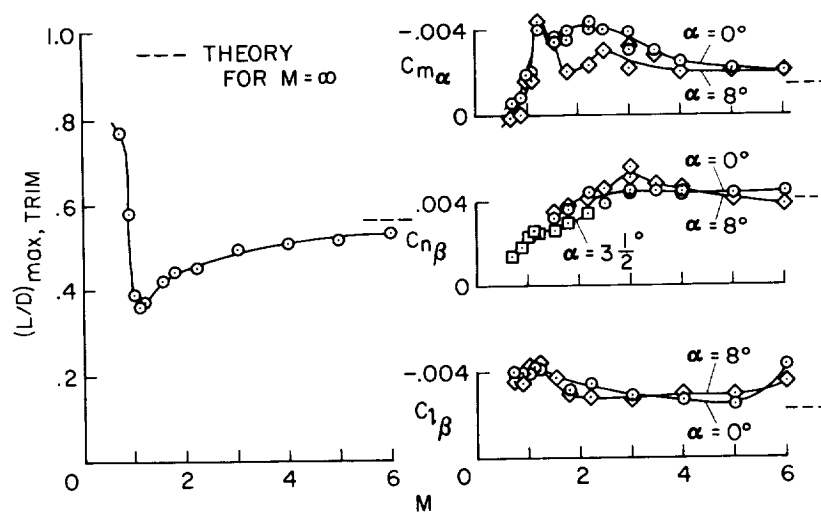 1.0
.8
.6
.4
.2
0
2
4
6
(L/D)max, TRIM
--- THEORY
FOR M=∞
M
-.004
Cmα
0
α=0°
α=8°
.004
Cnβ
0
α=0°
α=8°
α=3 1/2°
-.004
Clβ
α=8°
α=0°
0
2
4
6